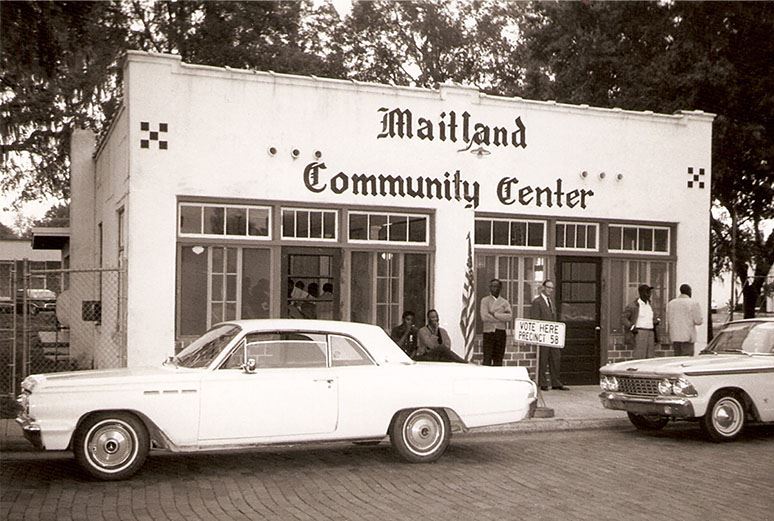 Maitland
Community Center
VOTE HERE
PRECINCT 58